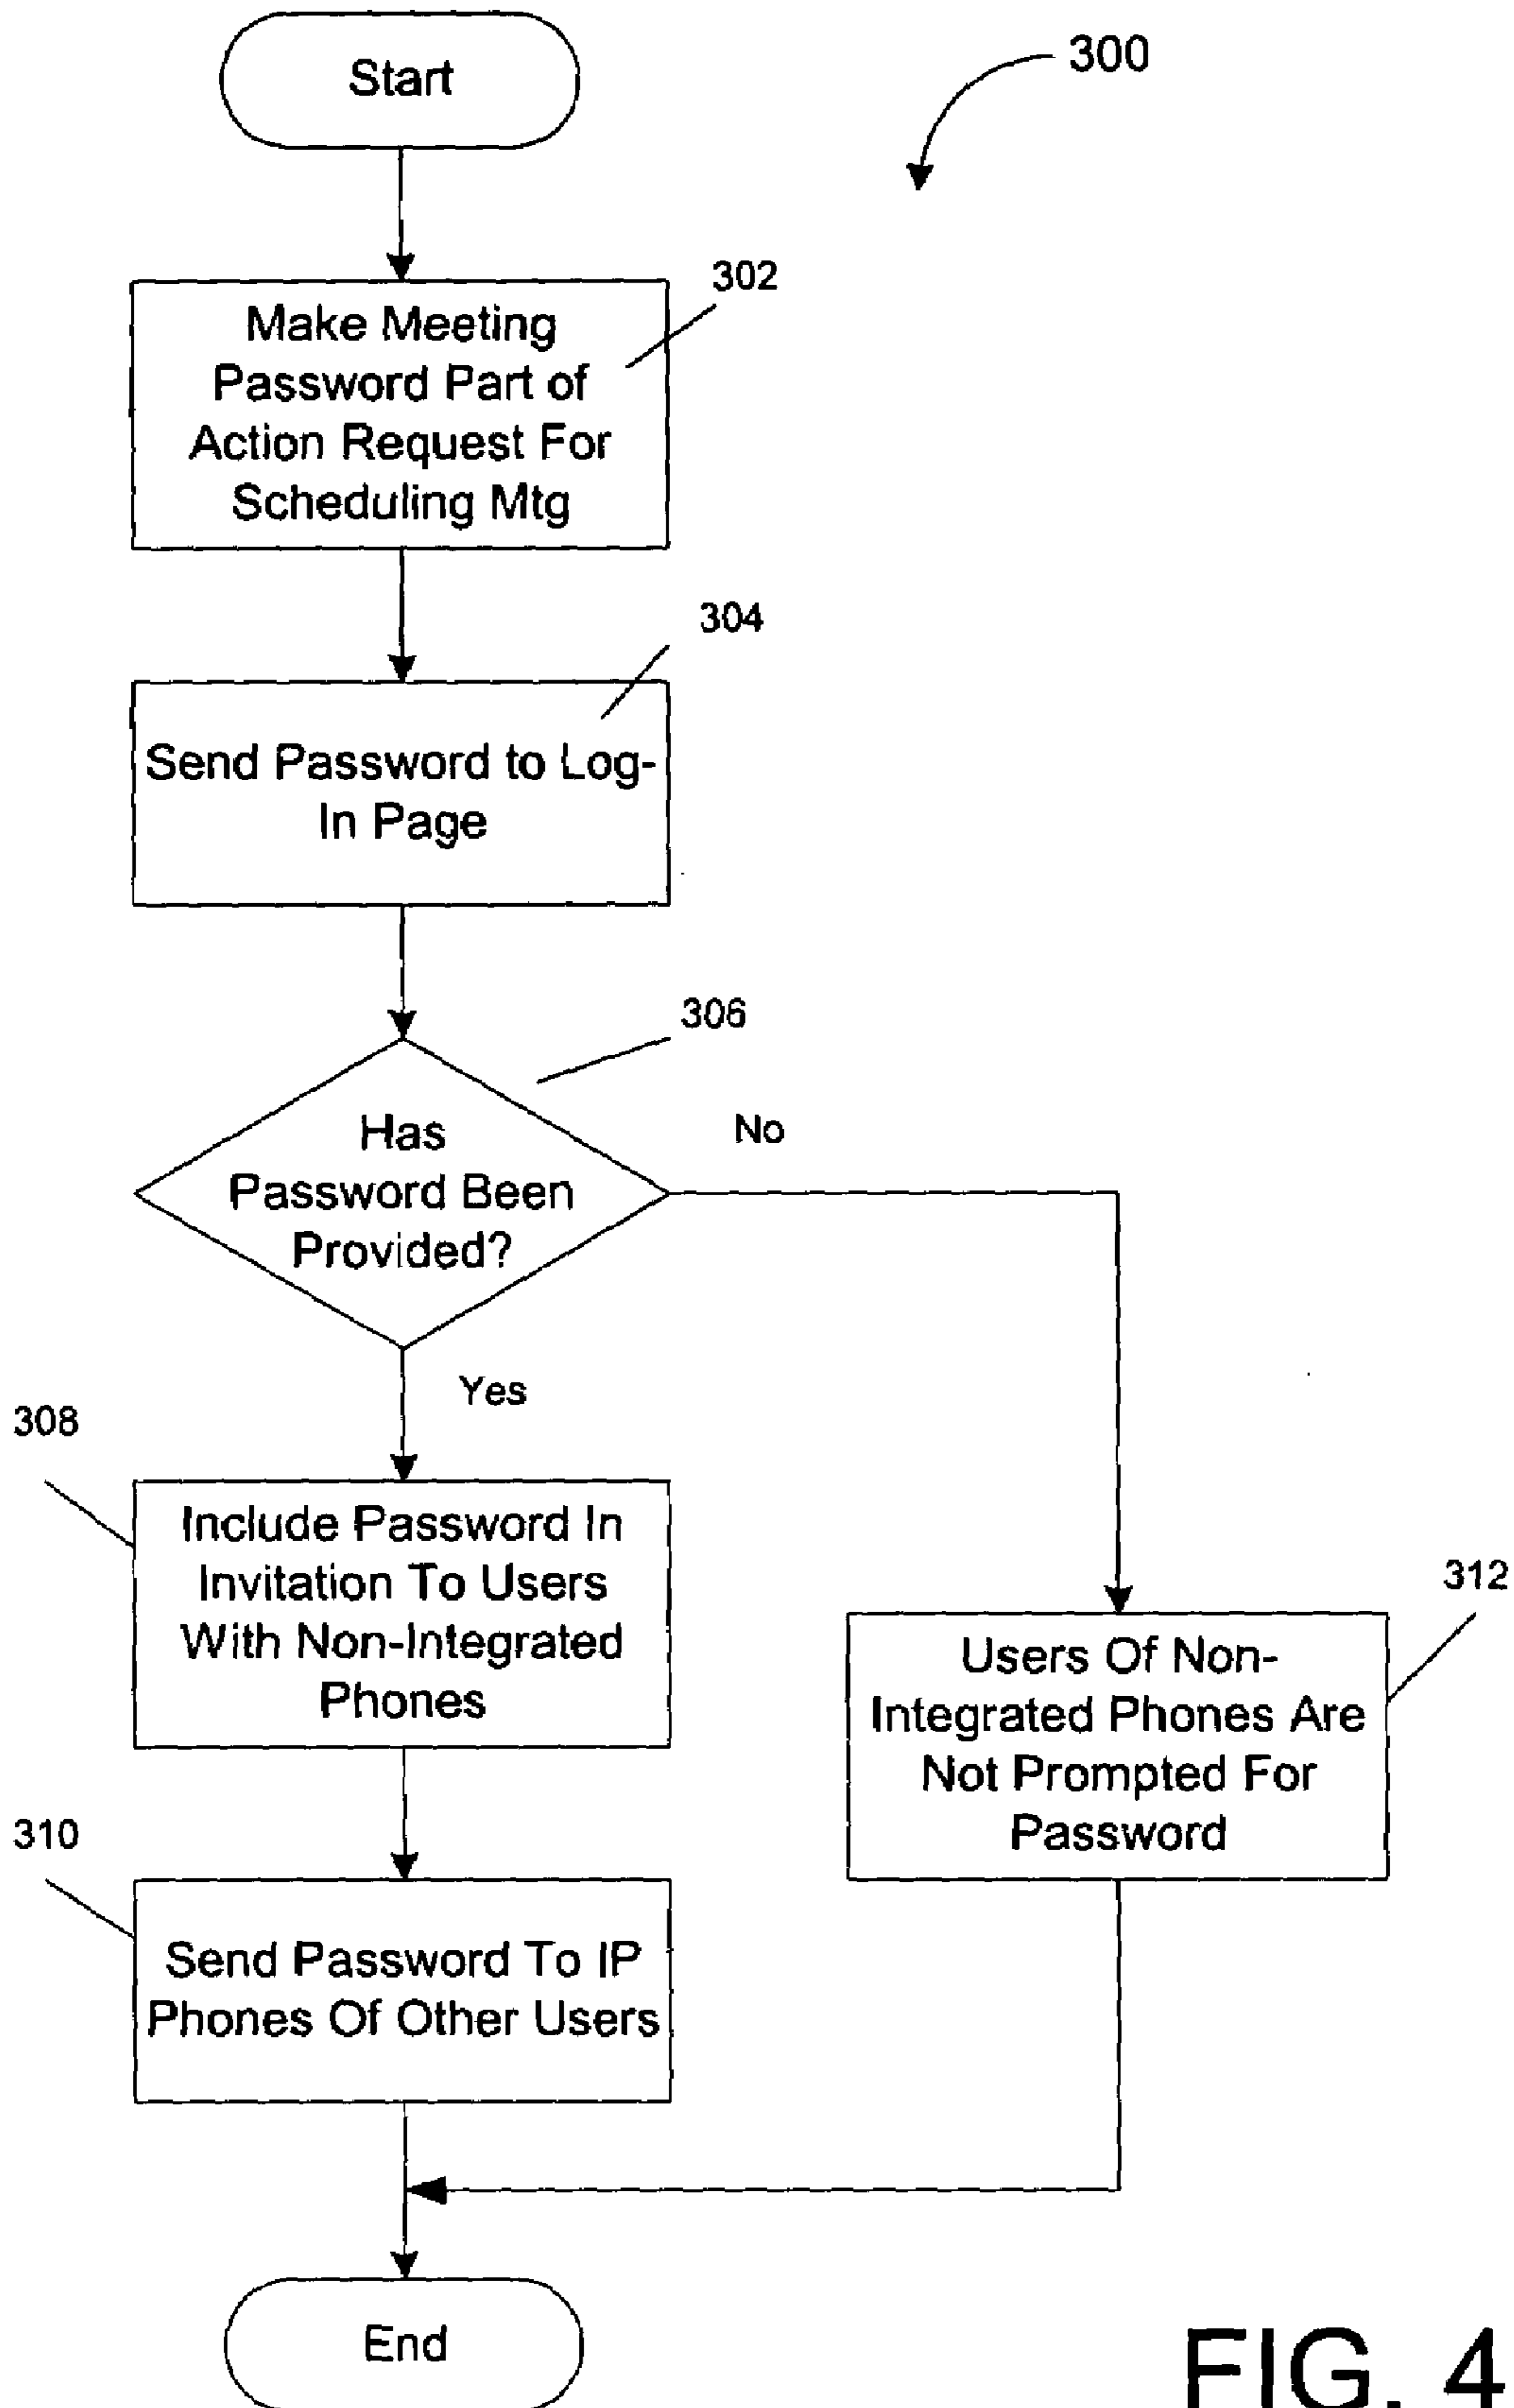 Start
300
302
Make Meeting
Password Part of
Action Request For
Scheduling Mtg
304
Send Password to Log-
In Page
306
Has
Password Been
Provided?
No
Yes
308
Include Password In
Invitation To Users
With Non-Integrated
Phones
312
Users Of Non-
Integrated Phones Are
Not Prompted For
Password
310
Send Password To IP
Phones Of Other Users
End
FIG. 4